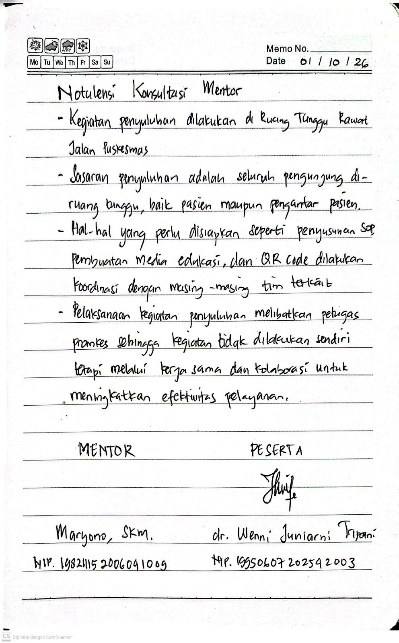 Memo No.
Mo Tu We Th Fr Sa Su
Date 01 / 10 / 26
Notulensi Konsultasi Mentor
- Kegiatan penyuluhan dilakukan di Ruang Tunggu Rawat
Jalan Puskesmas
- Sasaran penyuluhan adalah seluruh pengunjung di-
ruang tunggu, baik pasien maupun pengantar pasien.
- Hal-hal yang perlu disiapkan seperti penyusunan SOP
pembuatan media edukasi, dan QR code dilakukan
koordinasi dengan masing-masing tim terkait
- Pelaksanaan kegiatan penyuluhan melibatkan petugas
promkes sehingga kegiatan tidak dilakukan sendiri
tetapi melalui kerja sama dan kolaborasi untuk
meningkatkan efektivitas pelayanan.
MENTOR PESERTA
Maryono, SKM. dr. Wenni Juniarni Tripani
NIP. 198211152006041009 NIP. 199506072025042003